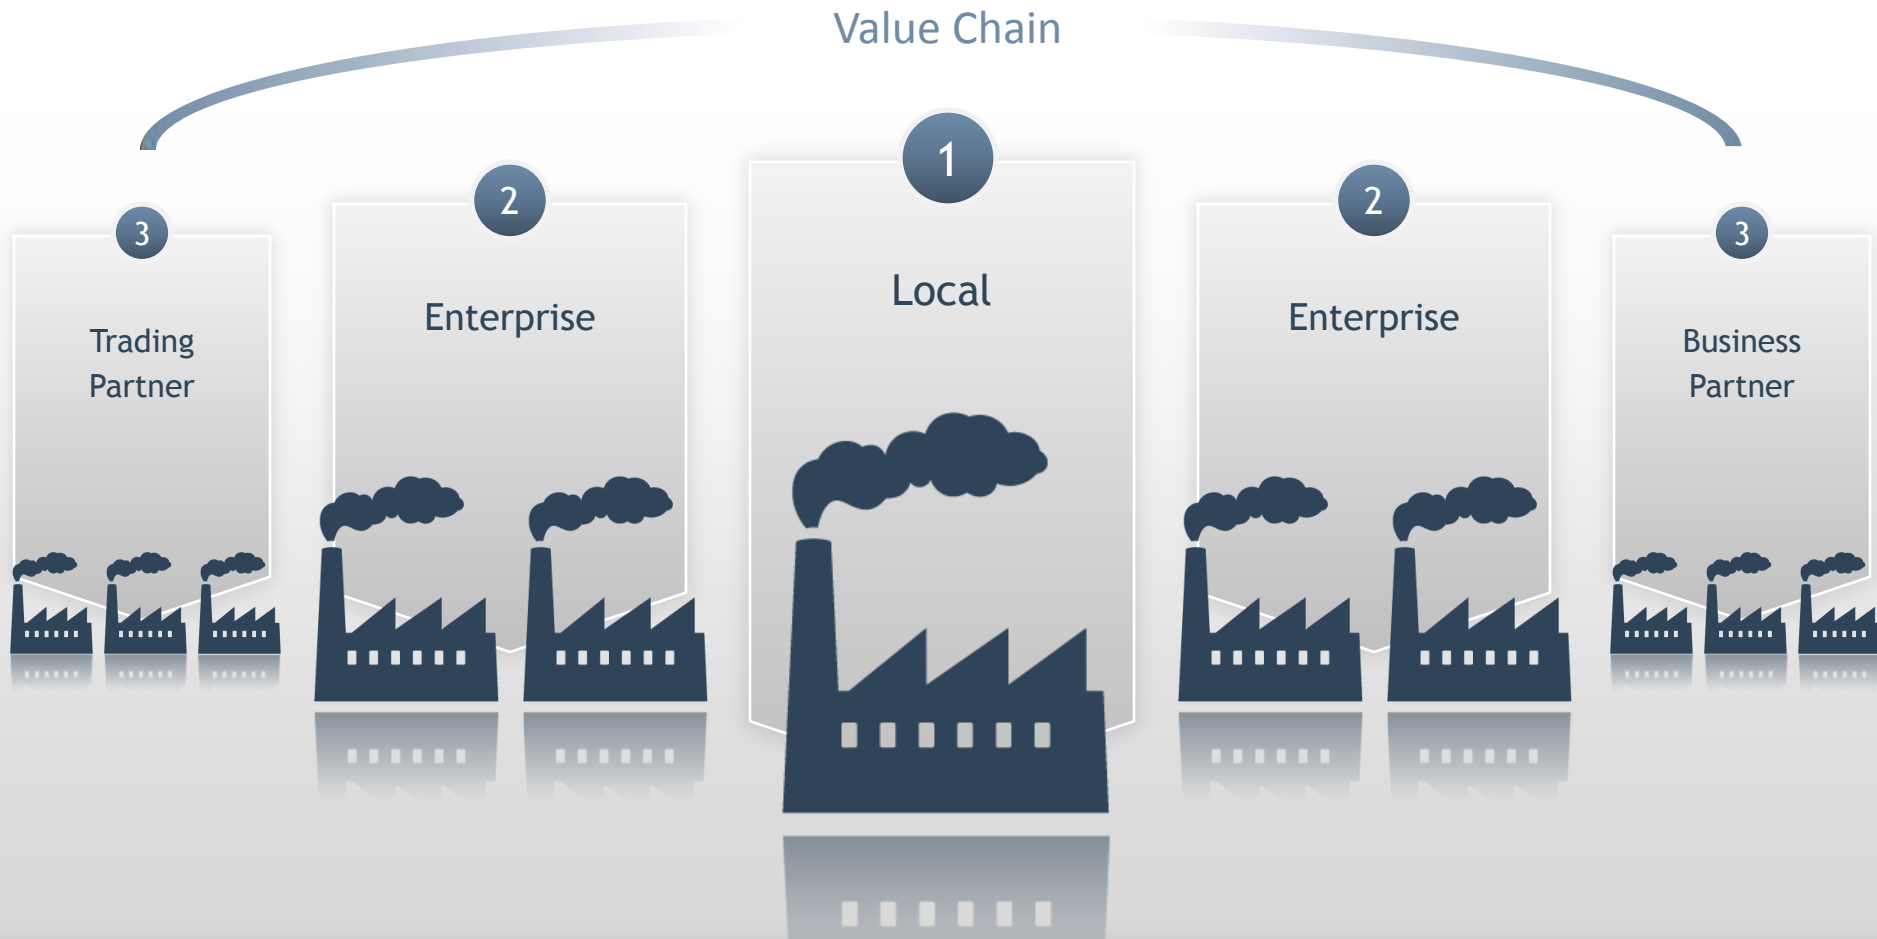 Value Chain
3
Trading
Partner
2
Enterprise
1
Local
2
Enterprise
3
Business
Partner